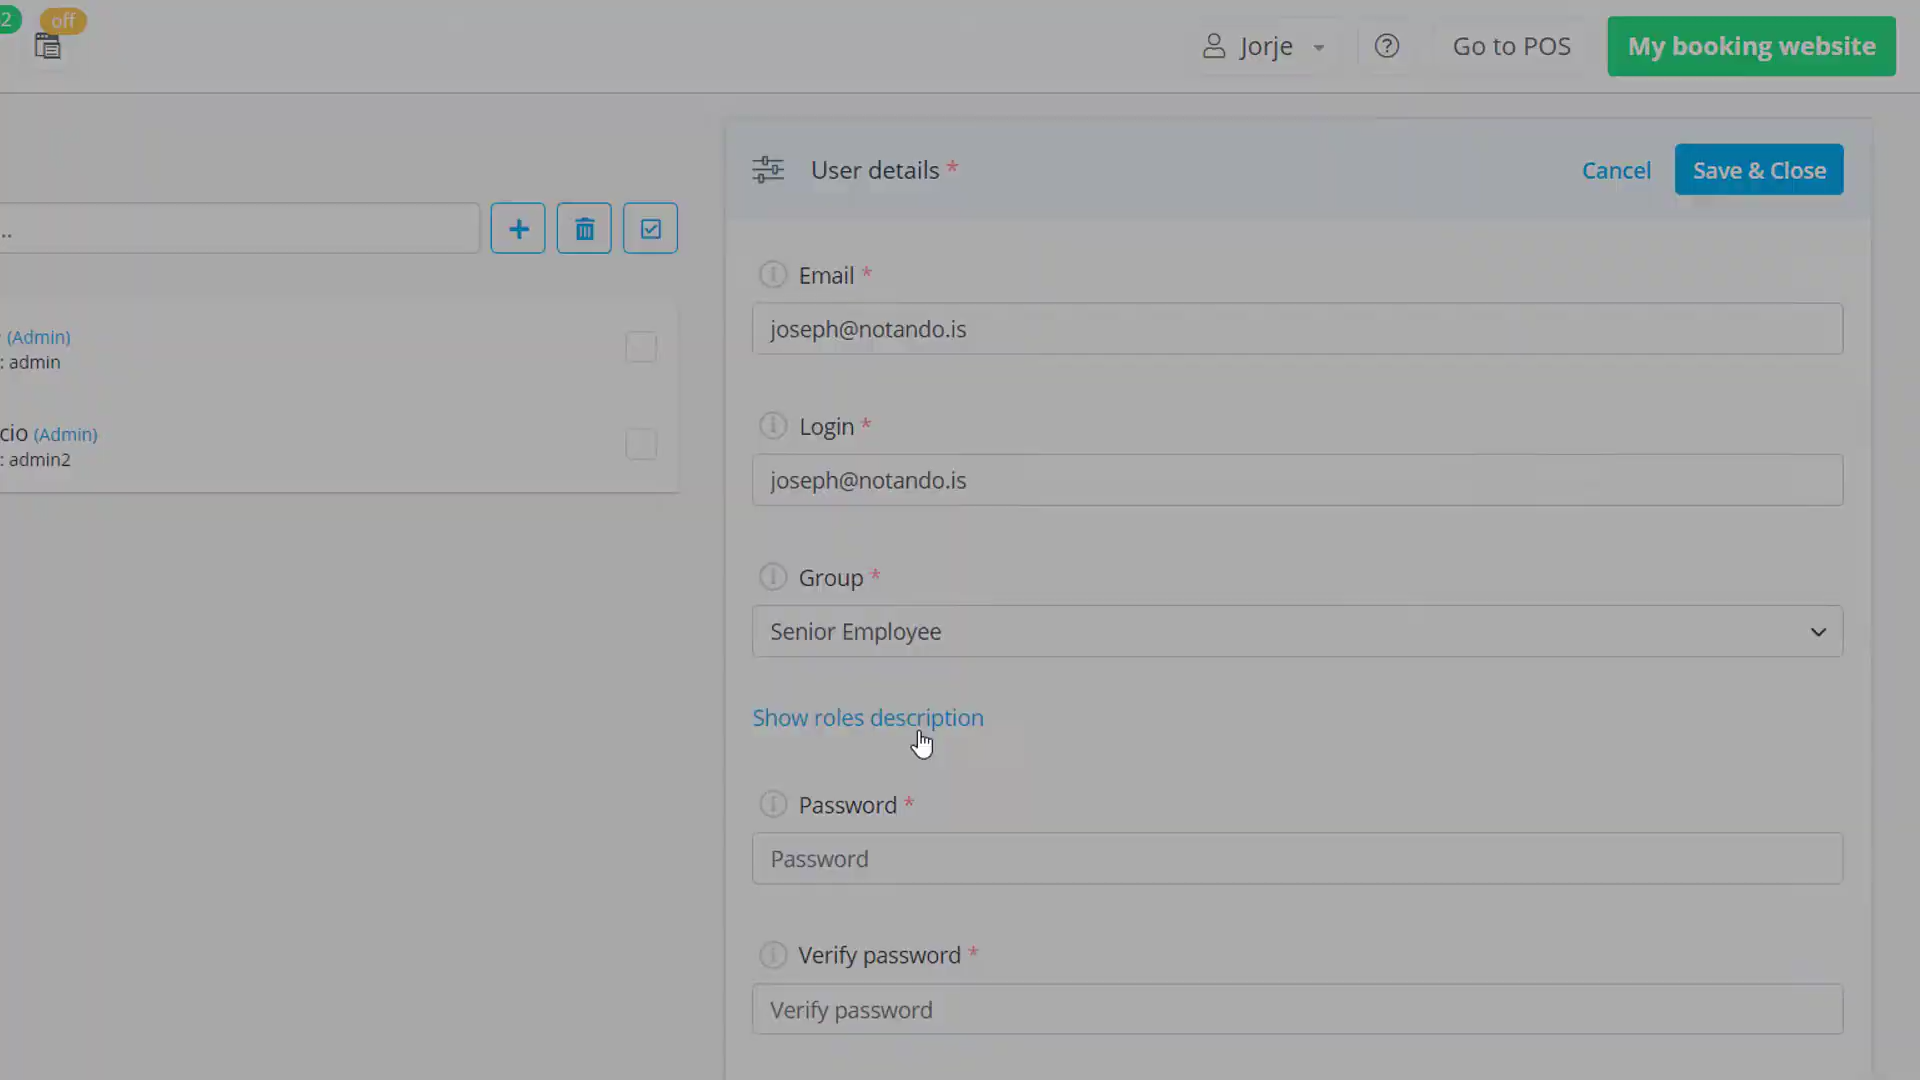 2
off
Jorje
Go to POS
My booking website
User details *
Cancel
Save & Close
..
Email *
joseph@notando.is
(Admin)
: admin
Login *
cio (Admin)
: admin2
joseph@notando.is
Group *
Senior Employee
Show roles description
Password *
Password
Verify password *
Verify password